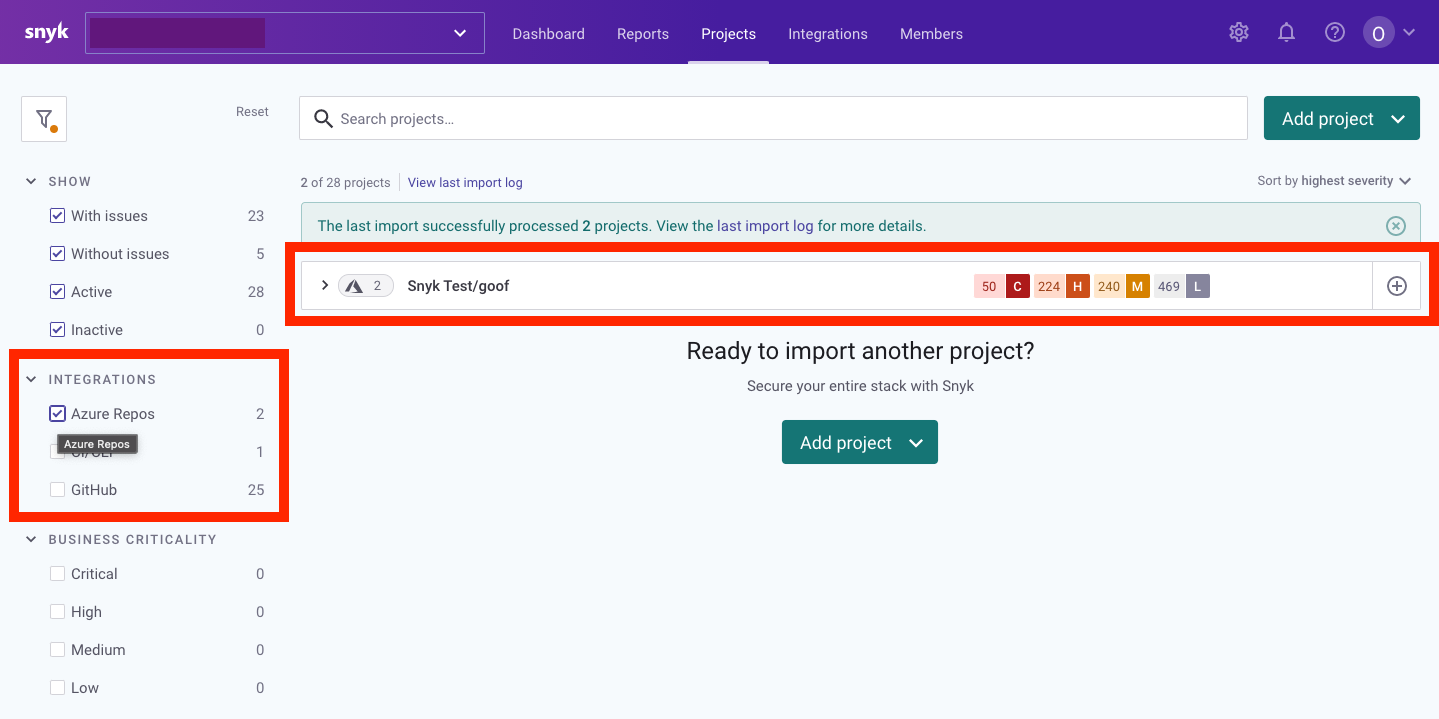 snyk
Dashboard Reports Projects Integrations Members
O
Reset
Search projects...
Add project
SHOW
2 of 28 projects View last import log
Sort by highest severity
With issues 23
The last import successfully processed 2 projects. View the last import log for more details.
Without issues 5
Active 28
2 Snyk Test/goof 50 C 224 H 240 M 469 L
Inactive 0
Ready to import another project?
Secure your entire stack with Snyk
Add project
INTEGRATIONS
Azure Repos 2
Azure Repos
1
GitHub 25
BUSINESS CRITICALITY
Critical 0
High 0
Medium 0
Low 0